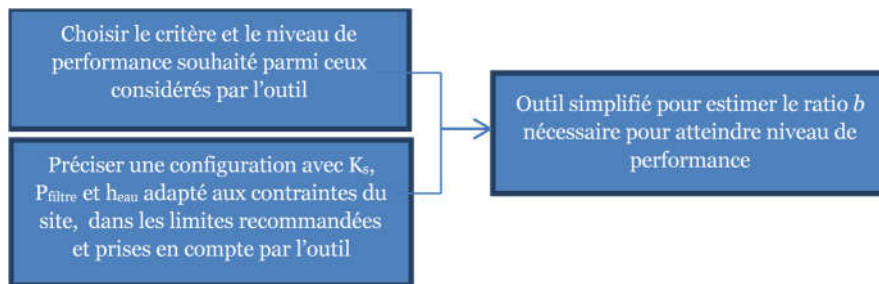 Choisir le critère et le niveau de
performance souhaité parmi ceux
considérés par l'outil
Préciser une configuration avec Ks,
Pfiltre et heau adapté aux contraintes du
site, dans les limites recommandées
et prises en compte par l'outil
Outil simplifié pour estimer le ratio b
nécessaire pour atteindre niveau de
performance